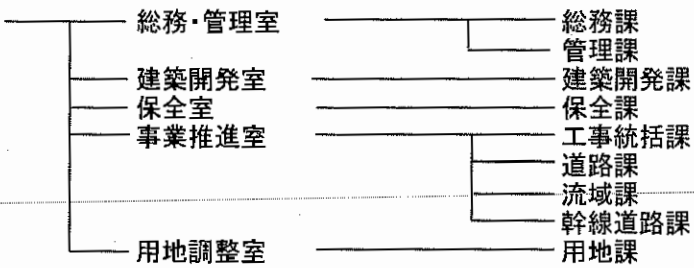 総務・管理室 総務課
管理課
建築開発室 建築開発課
保全室 保全課
事業推進室 工事統括課
道路課
流域課
幹線道路課
用地調整室 用地課